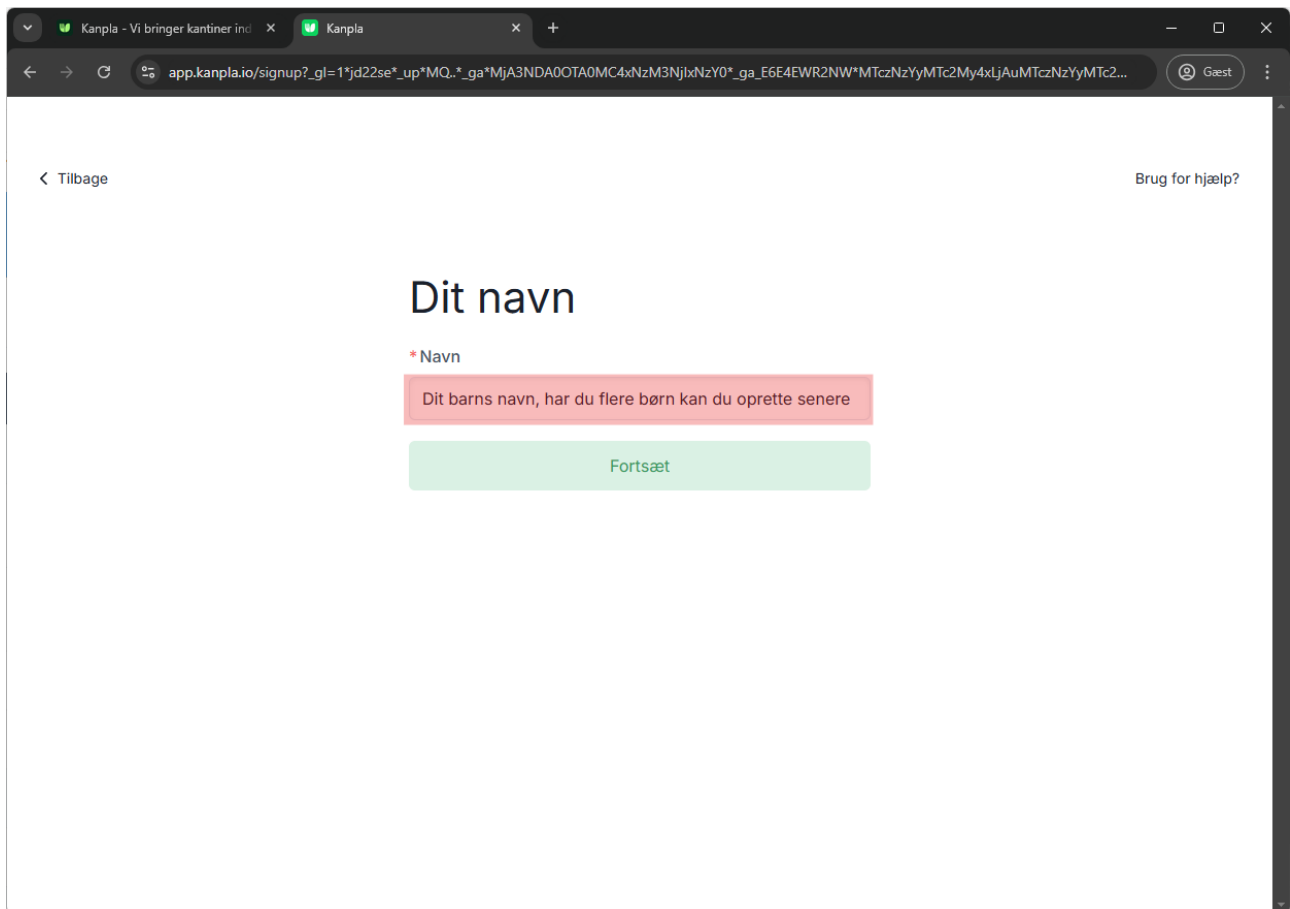 Kanpla - Vi bringer kantiner ind
Kanpla
app.kanpla.io/signup?_gl=1*jd22se*_up*MQ..*_ga*MjA3NDA0OTA0MC4xNzM3NjIxNzY0*_ga_E6E4EWR2NW*MTczNzYyMTc2My4xLjAuMTczNzYyMTc2...
Gæst
Tilbage
Brug for hjælp?
Dit navn
* Navn
Dit barns navn, har du flere børn kan du oprette senere
Fortsæt